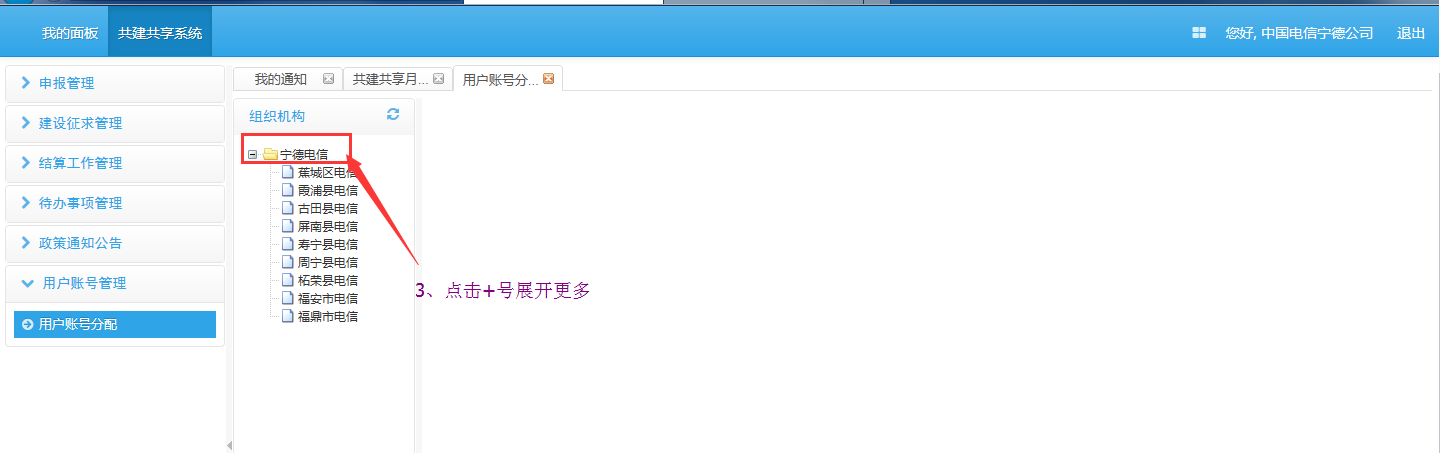 我的面板 共建共享系统 您好, 中国电信宁德公司 退出
申报管理
建设征求管理
结算工作管理
待办事项管理
政策通知公告
用户账号管理
用户账号分配
我的通知 共建共享月... 用户账号分...
组织机构
宁德电信
蕉城区电信
霞浦县电信
古田县电信
屏南县电信
寿宁县电信
周宁县电信
柘荣县电信
福安市电信
福鼎市电信
3、点击+号展开更多